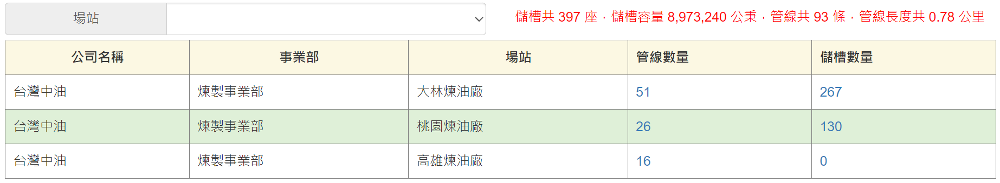 場站
儲槽共 397 座，儲槽容量 8,973,240 公秉，管線共 93 條，管線長度共 0.78 公里
公司名稱 事業部 場站 管線數量 儲槽數量
台灣中油 煉製事業部 大林煉油廠 51 267
台灣中油 煉製事業部 桃園煉油廠 26 130
台灣中油 煉製事業部 高雄煉油廠 16 0